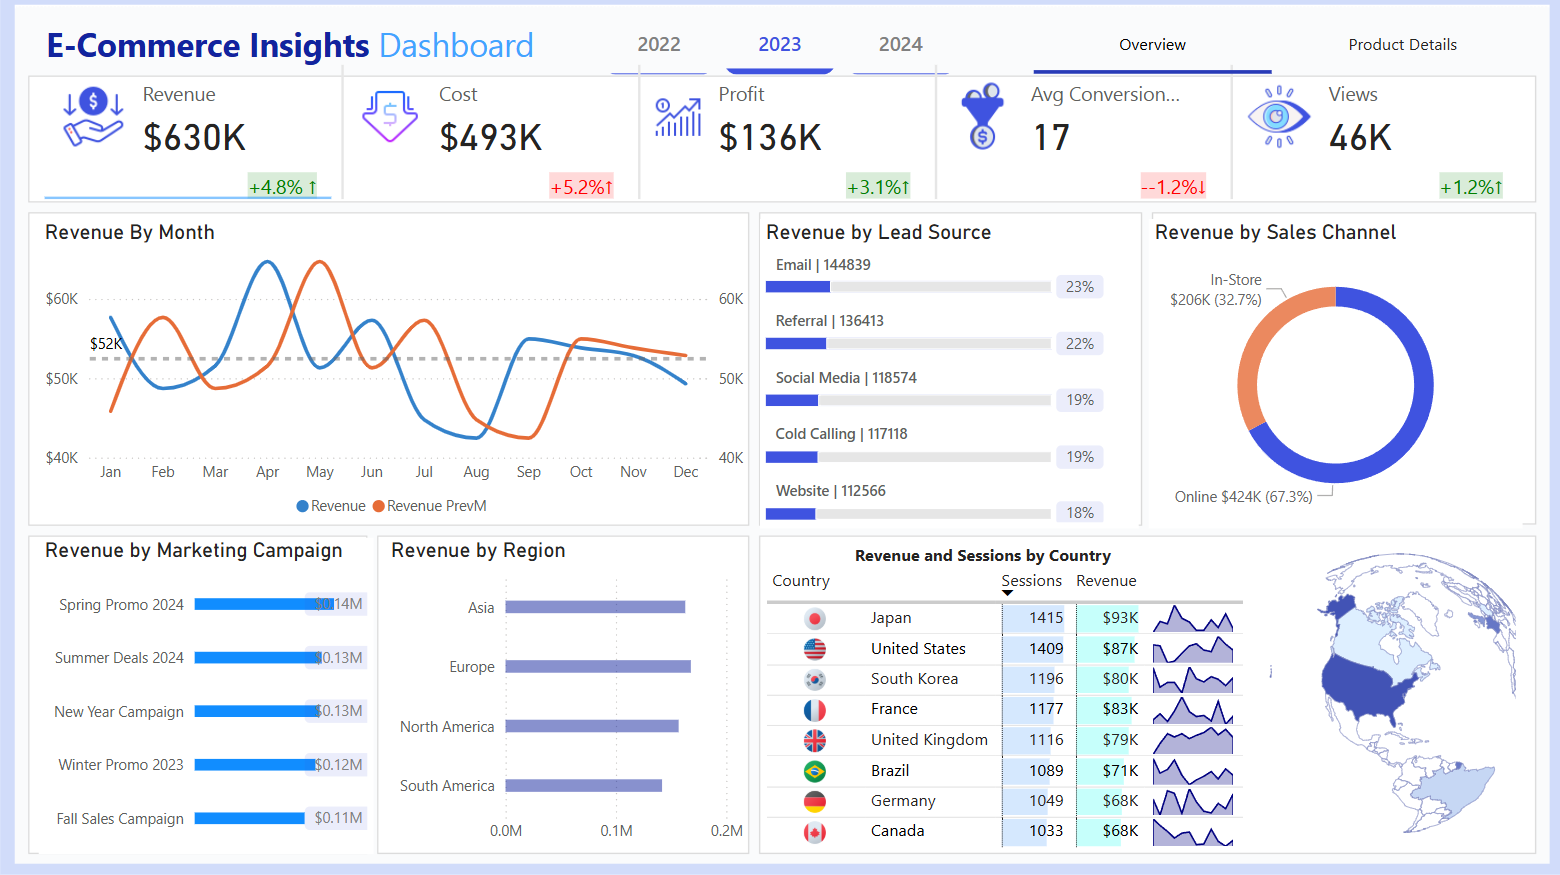 E-Commerce Insights Dashboard
2022
2023
2024
Overview
Product Details
Revenue
$630K
+4.8% ↑
Cost
$493K
+5.2%↑
Profit
$136K
+3.1%↑
Avg Conversion...
17
--1.2%↓
Views
46K
+1.2%↑
Revenue By Month
$60K
$52K
$50K
$40K
60K
50K
40K
Jan Feb Mar Apr May Jun Jul Aug Sep Oct Nov Dec
Revenue Revenue PrevM
Revenue by Lead Source
Email | 144839
23%
Referral | 136413
22%
Social Media | 118574
19%
Cold Calling | 117118
19%
Website | 112566
18%
Revenue by Sales Channel
In-Store
$206K (32.7%)
Online $424K (67.3%)
Revenue by Marketing Campaign
Spring Promo 2024 $0.14M
Summer Deals 2024 $0.13M
New Year Campaign $0.13M
Winter Promo 2023 $0.12M
Fall Sales Campaign $0.11M
Revenue by Region
Asia
Europe
North America
South America
0.0M 0.1M 0.2M
Revenue and Sessions by Country
Country Sessions Revenue
Japan 1415 $93K
United States 1409 $87K
South Korea 1196 $80K
France 1177 $83K
United Kingdom 1116 $79K
Brazil 1089 $71K
Germany 1049 $68K
Canada 1033 $68K